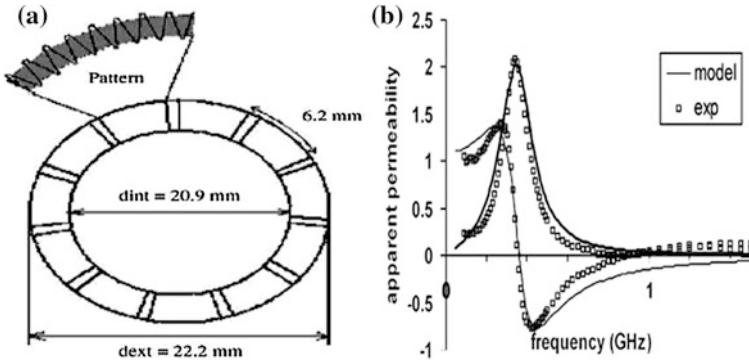 (a)
Pattern
6.2 mm
dint = 20.9 mm
dext = 22.2 mm
(b)
apparent permeability
2.5
2
1.5
1
0.5
0
-0.5
-1
0
1
frequency (GHz)
model
exp